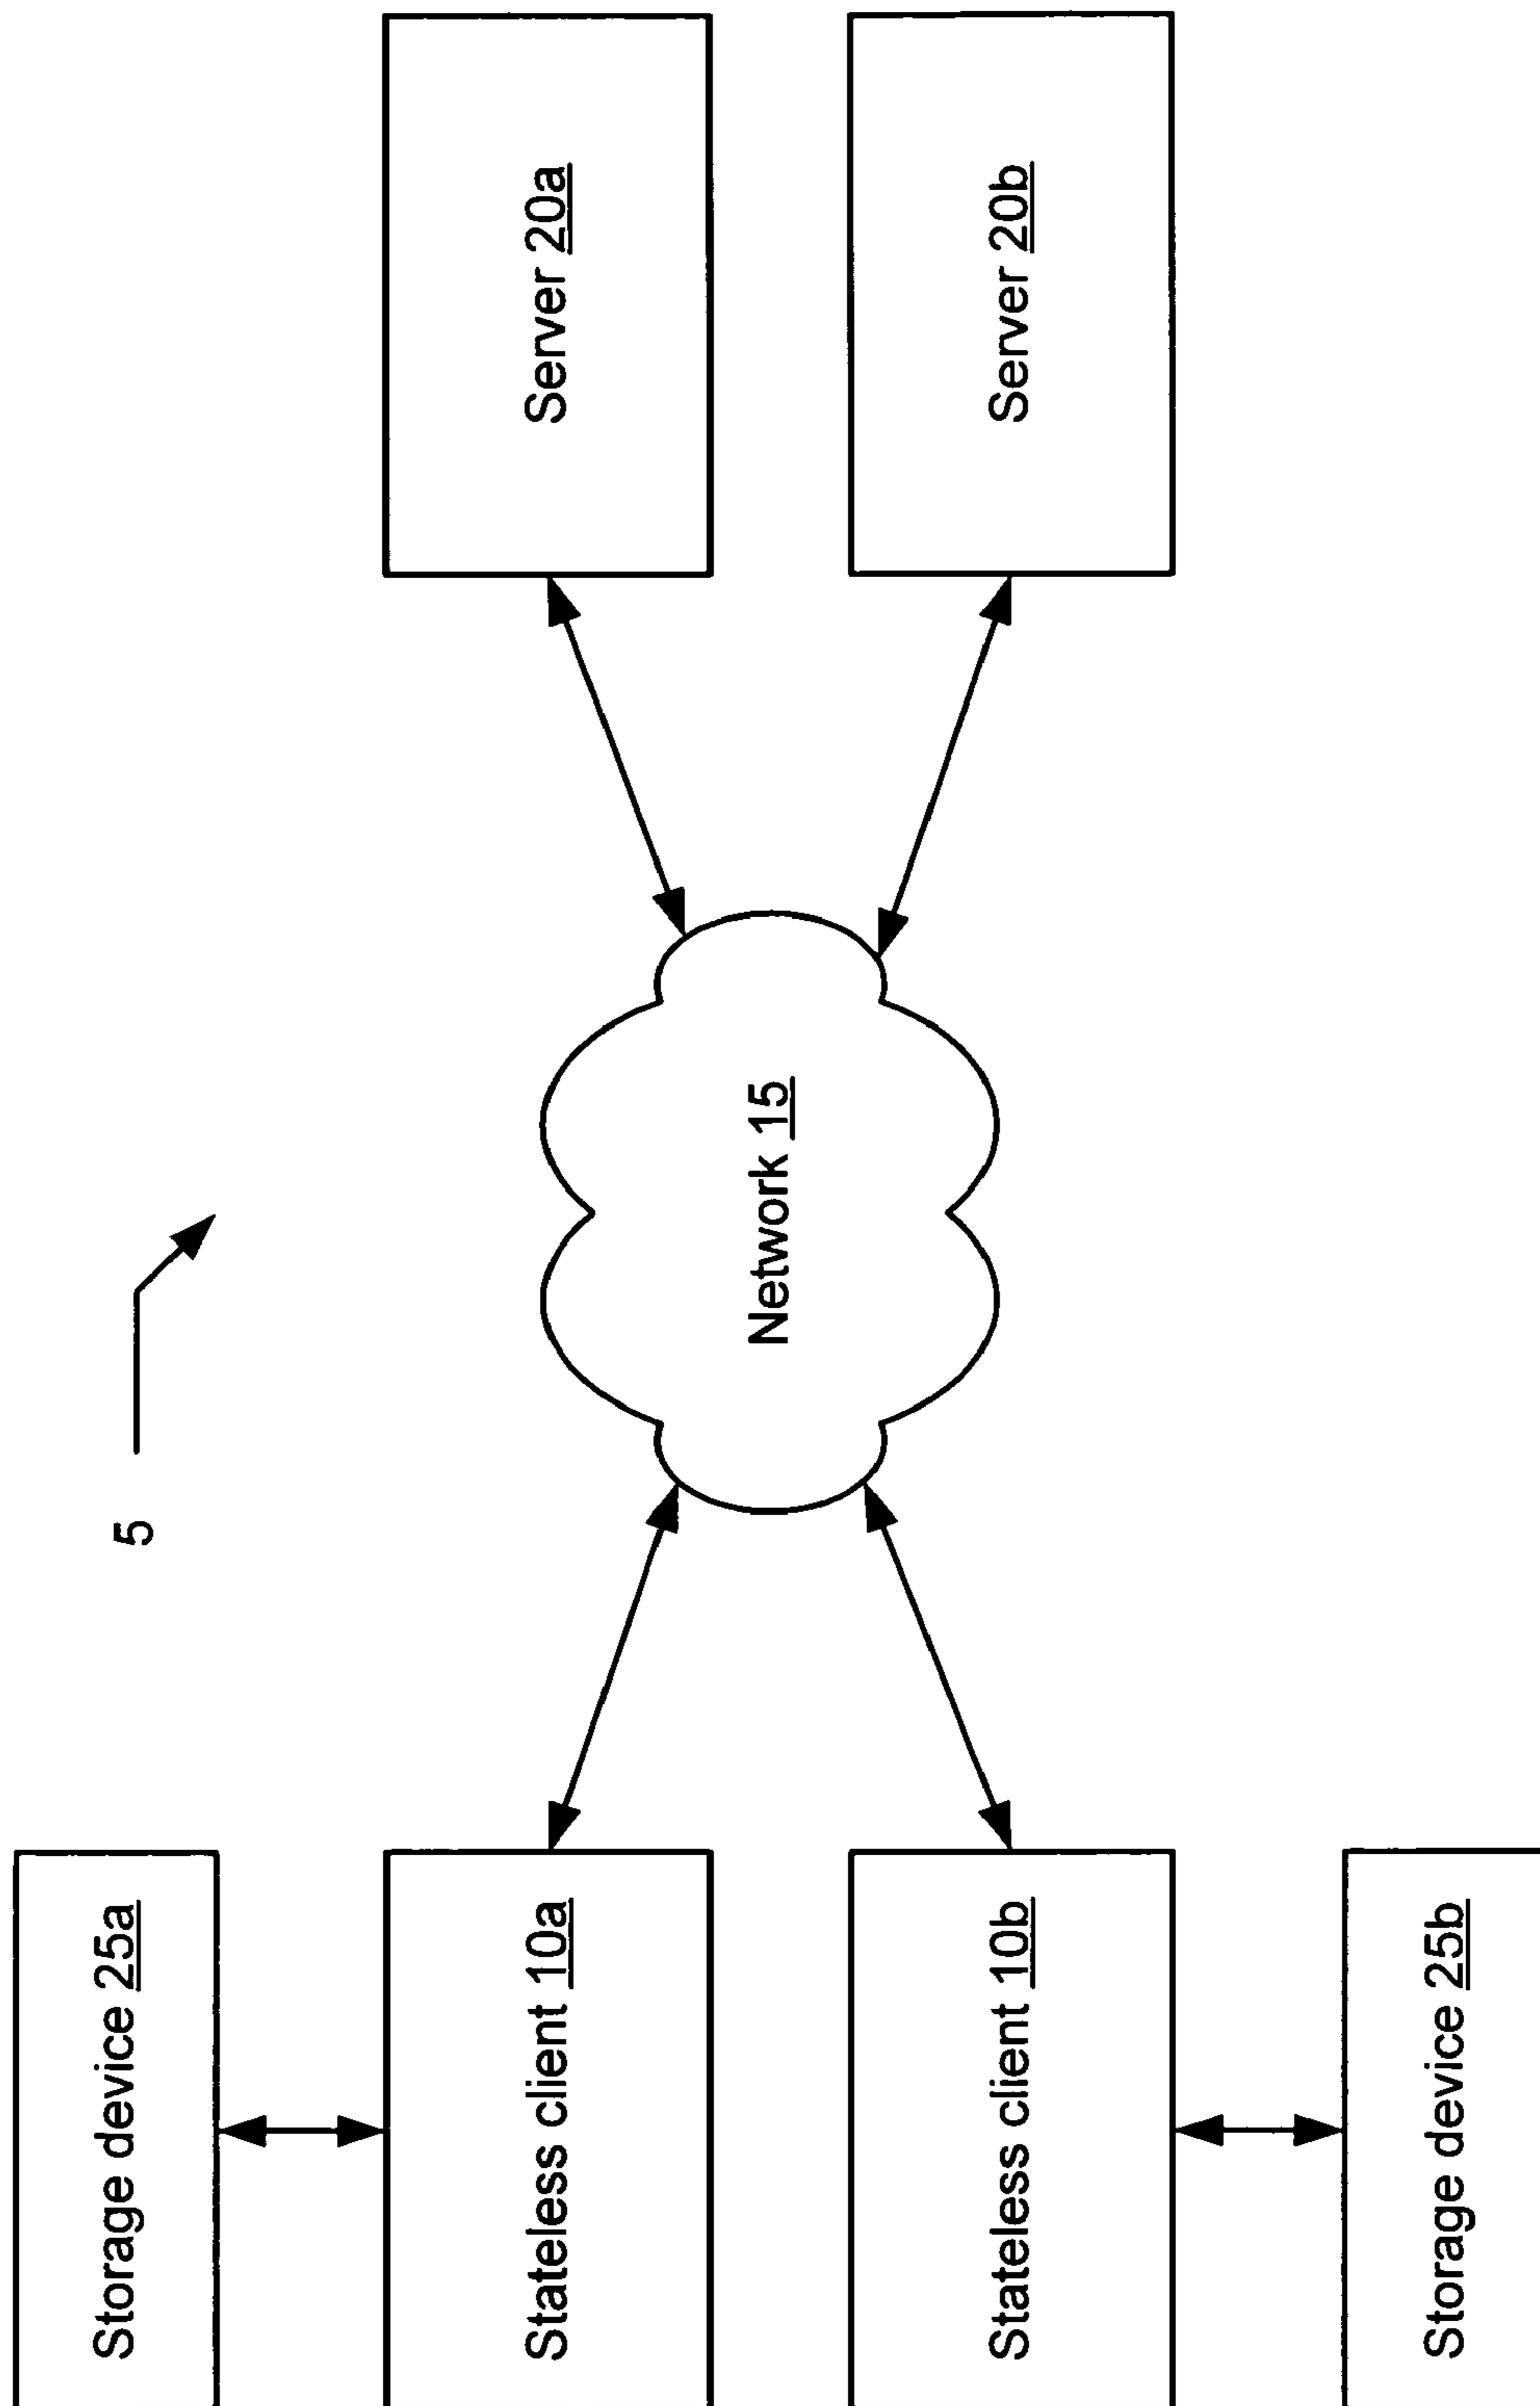 5
Storage device 25a
Stateless client 10a
Server 20a
Network 15
Stateless client 10b
Server 20b
Storage device 25b